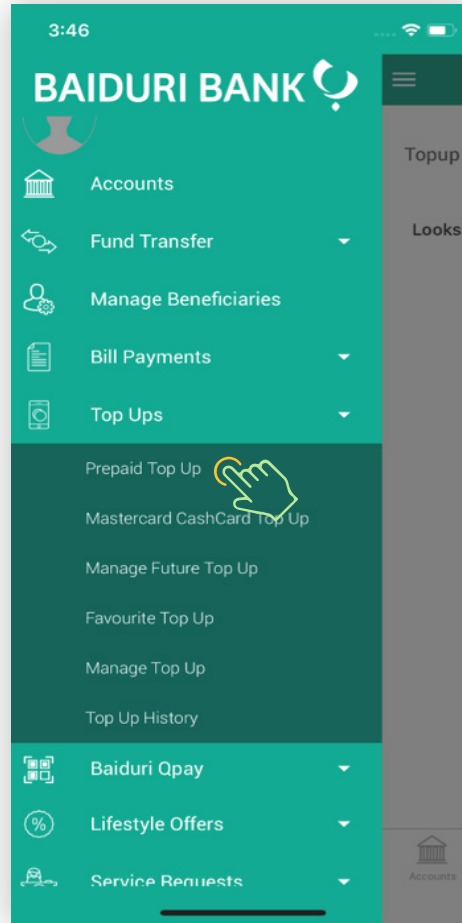 3:46
BAIDURI BANK
Topup
Accounts
Looks
Fund Transfer
Manage Beneficiaries
Bill Payments
Top Ups
Prepaid Top Up
Mastercard CashCard Top Up
Manage Future Top Up
Favourite Top Up
Manage Top Up
Top Up History
Baiduri Qpay
Lifestyle Offers
Service Requests
Accounts